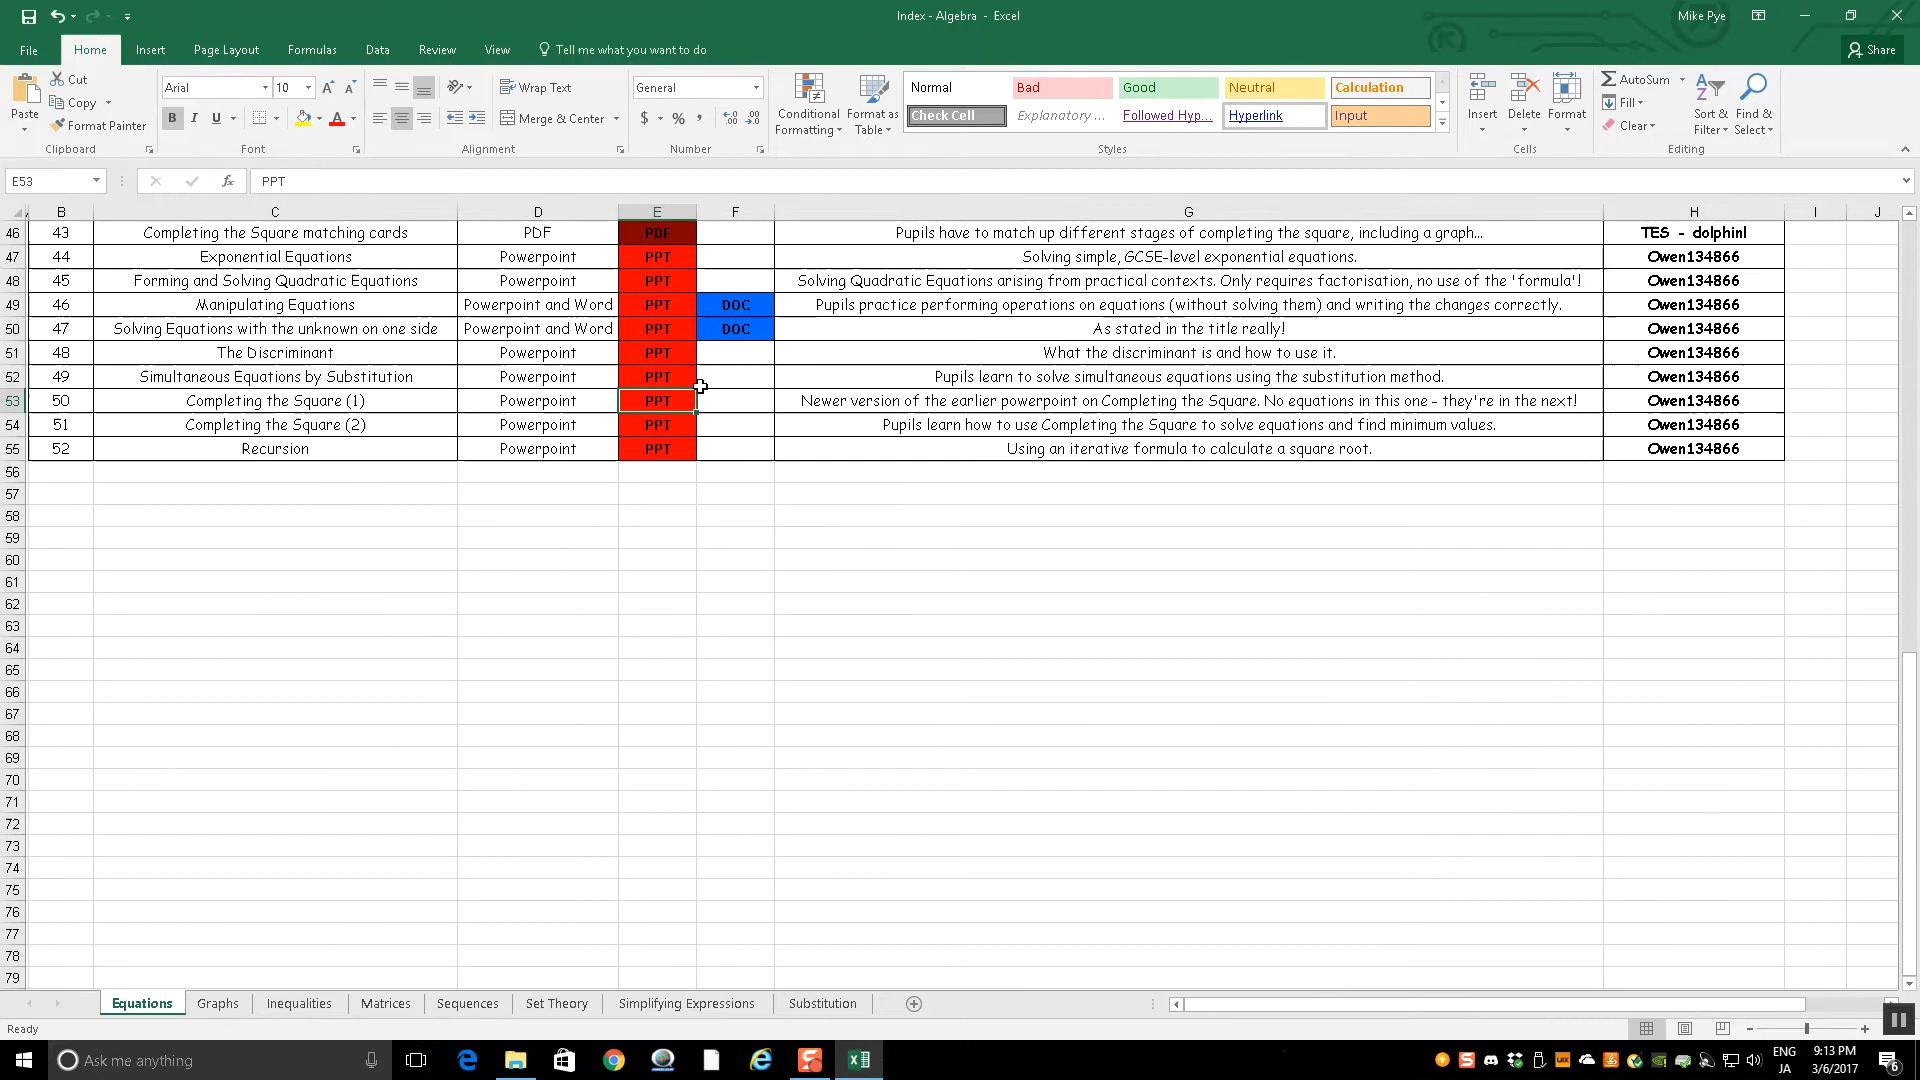 Index - Algebra - Excel
Mike Pye
File Home Insert Page Layout Formulas Data Review View Tell me what you want to do
Share
Cut
Copy
Format Painter
Paste
Clipboard
Arial 10
B I U
Font
Wrap Text
Merge & Center
Alignment
General
$ % ,
Number
Conditional Formatting
Format as Table
Normal Bad Good Neutral Calculation
Check Cell Explanatory ... Followed Hyp... Hyperlink Input
Styles
Insert Delete Format
Cells
AutoSum
Fill
Clear
Sort & Filter
Find & Select
Editing
E53 fx PPT
B C D E F G H I J
46 43 Completing the Square matching cards PDF PDF Pupils have to match up different stages of completing the square, including a graph... TES - dolphinl
47 44 Exponential Equations Powerpoint PPT Solving simple, GCSE-level exponential equations. Owen134866
48 45 Forming and Solving Quadratic Equations Powerpoint PPT Solving Quadratic Equations arising from practical contexts. Only requires factorisation, no use of the 'formula'! Owen134866
49 46 Manipulating Equations Powerpoint and Word PPT DOC Pupils practice performing operations on equations (without solving them) and writing the changes correctly. Owen134866
50 47 Solving Equations with the unknown on one side Powerpoint and Word PPT DOC As stated in the title really! Owen134866
51 48 The Discriminant Powerpoint PPT What the discriminant is and how to use it. Owen134866
52 49 Simultaneous Equations by Substitution Powerpoint PPT Pupils learn to solve simultaneous equations using the substitution method. Owen134866
53 50 Completing the Square (1) Powerpoint PPT Newer version of the earlier powerpoint on Completing the Square. No equations in this one - they're in the next! Owen134866
54 51 Completing the Square (2) Powerpoint PPT Pupils learn how to use Completing the Square to solve equations and find minimum values. Owen134866
55 52 Recursion Powerpoint PPT Using an iterative formula to calculate a square root. Owen134866
56
57
58
59
60
61
62
63
64
65
66
67
68
69
70
71
72
73
74
75
76
77
78
79
Equations Graphs Inequalities Matrices Sequences Set Theory Simplifying Expressions Substitution
Ready
Ask me anything
ENG
JA
9:13 PM
3/6/2017
6